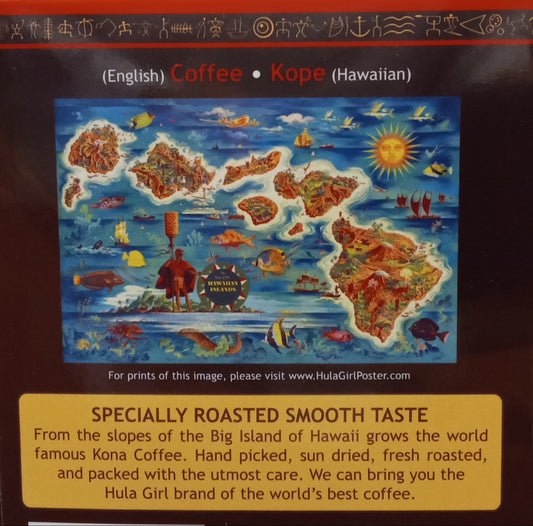 (English) Coffee • Kope (Hawaiian)
HAWAIIAN
ISLANDS
For prints of this image, please visit www.HulaGirlPoster.com
SPECIALLY ROASTED SMOOTH TASTE
From the slopes of the Big Island of Hawaii grows the world
famous Kona Coffee. Hand picked, sun dried, fresh roasted,
and packed with the utmost care. We can bring you the
Hula Girl brand of the world's best coffee.